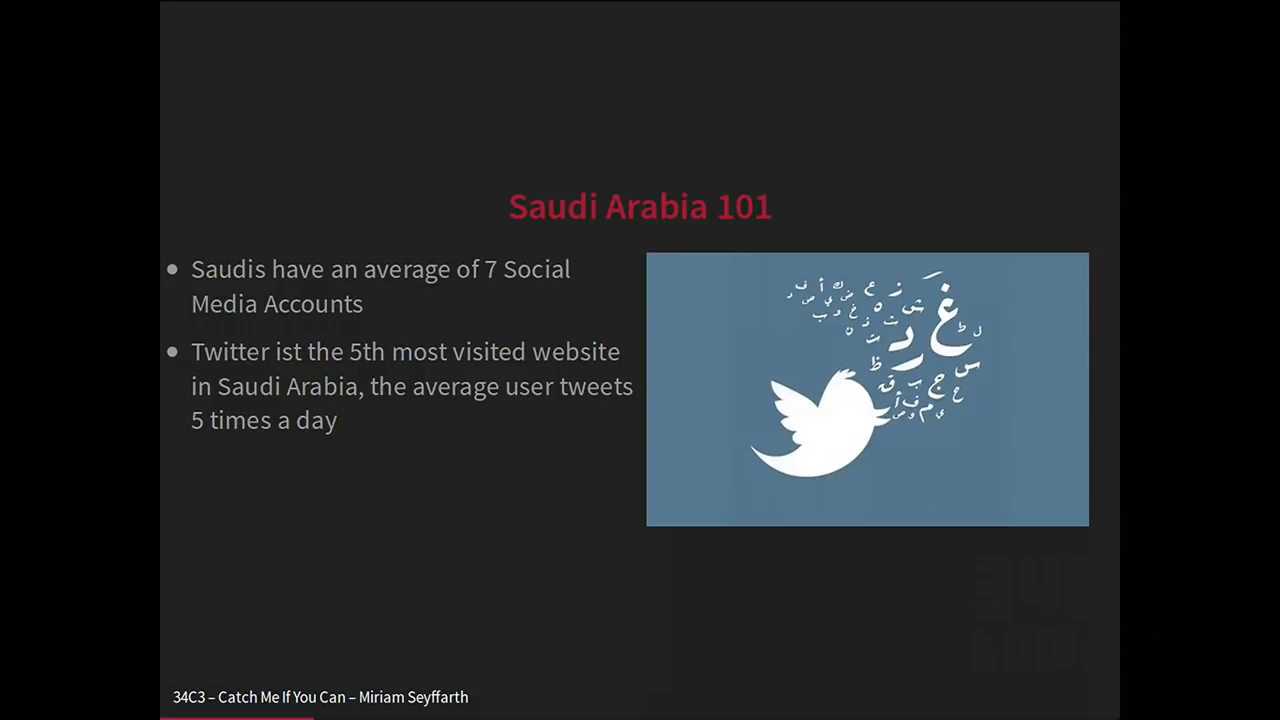 Saudi Arabia 101
Saudis have an average of 7 Social
Media Accounts
Twitter ist the 5th most visited website
in Saudi Arabia, the average user tweets
5 times a day
34C3 – Catch Me If You Can – Miriam Seyffarth